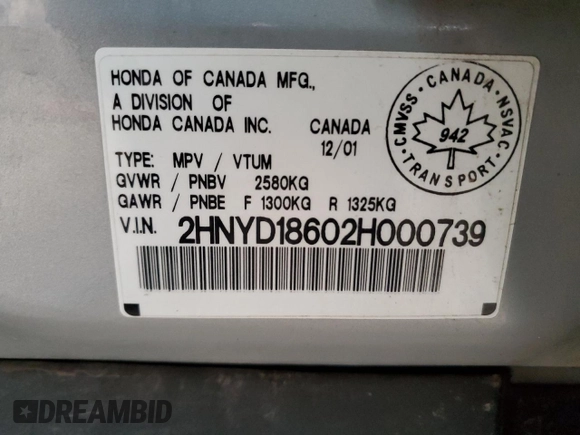 HONDA OF CANADA MFG.,
A DIVISION OF
HONDA CANADA INC. CANADA
12/01
TYPE: MPV / VTUM
GVWR / PNBV 2580KG
GAWR / PNBE F 1300KG R 1325KG
V.I.N. 2HNYD18602H000739
CMVSS · CANADA · NSVAC · TRANSPORT ·
942
DREAMBID